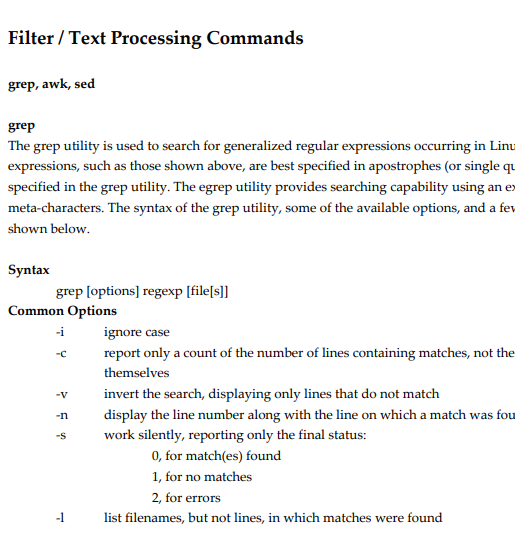 Filter / Text Processing Commands
grep, awk, sed
grep
The grep utility is used to search for generalized regular expressions occurring in Linu
expressions, such as those shown above, are best specified in apostrophes (or single qu
specified in the grep utility. The egrep utility provides searching capability using an ex
meta-characters. The syntax of the grep utility, some of the available options, and a few
shown below.
Syntax
grep [options] regexp [file[s]]
Common Options
-i ignore case
-c report only a count of the number of lines containing matches, not the
themselves
-v invert the search, displaying only lines that do not match
-n display the line number along with the line on which a match was fou
-s work silently, reporting only the final status:
0, for match(es) found
1, for no matches
2, for errors
-l list filenames, but not lines, in which matches were found